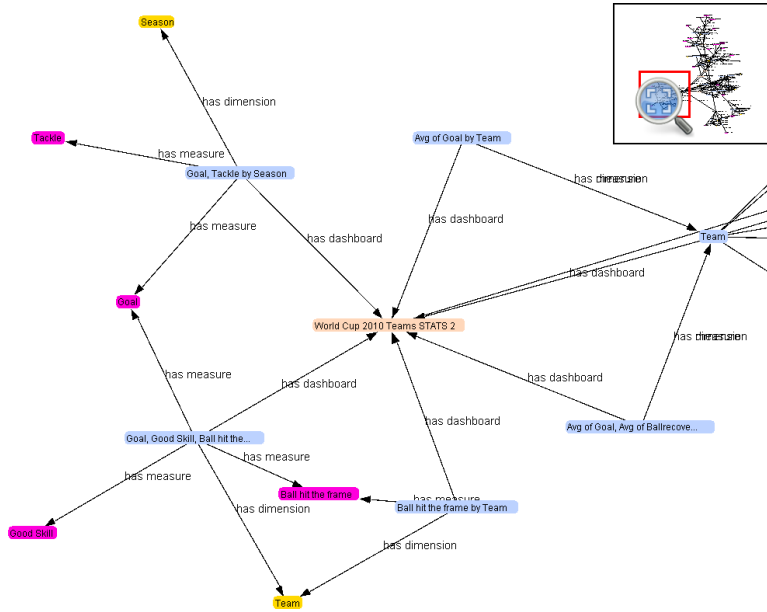 Season
has dimension
Tackle
has measure
Goal, Tackle by Season
Avg of Goal by Team
has measure
has dashboard
has dashboard
Team
has dashboard
Goal
World Cup 2010 Teams STATS 2
has measure
has dashboard
has dashboard
has dashboard
Avg of Goal, Avg of Ballrecove...
Goal, Good Skill, Ball hit the...
has measure
has measure
Ball hit the frame
has measure
Ball hit the frame by Team
has dimension
Good Skill
has dimension
Team